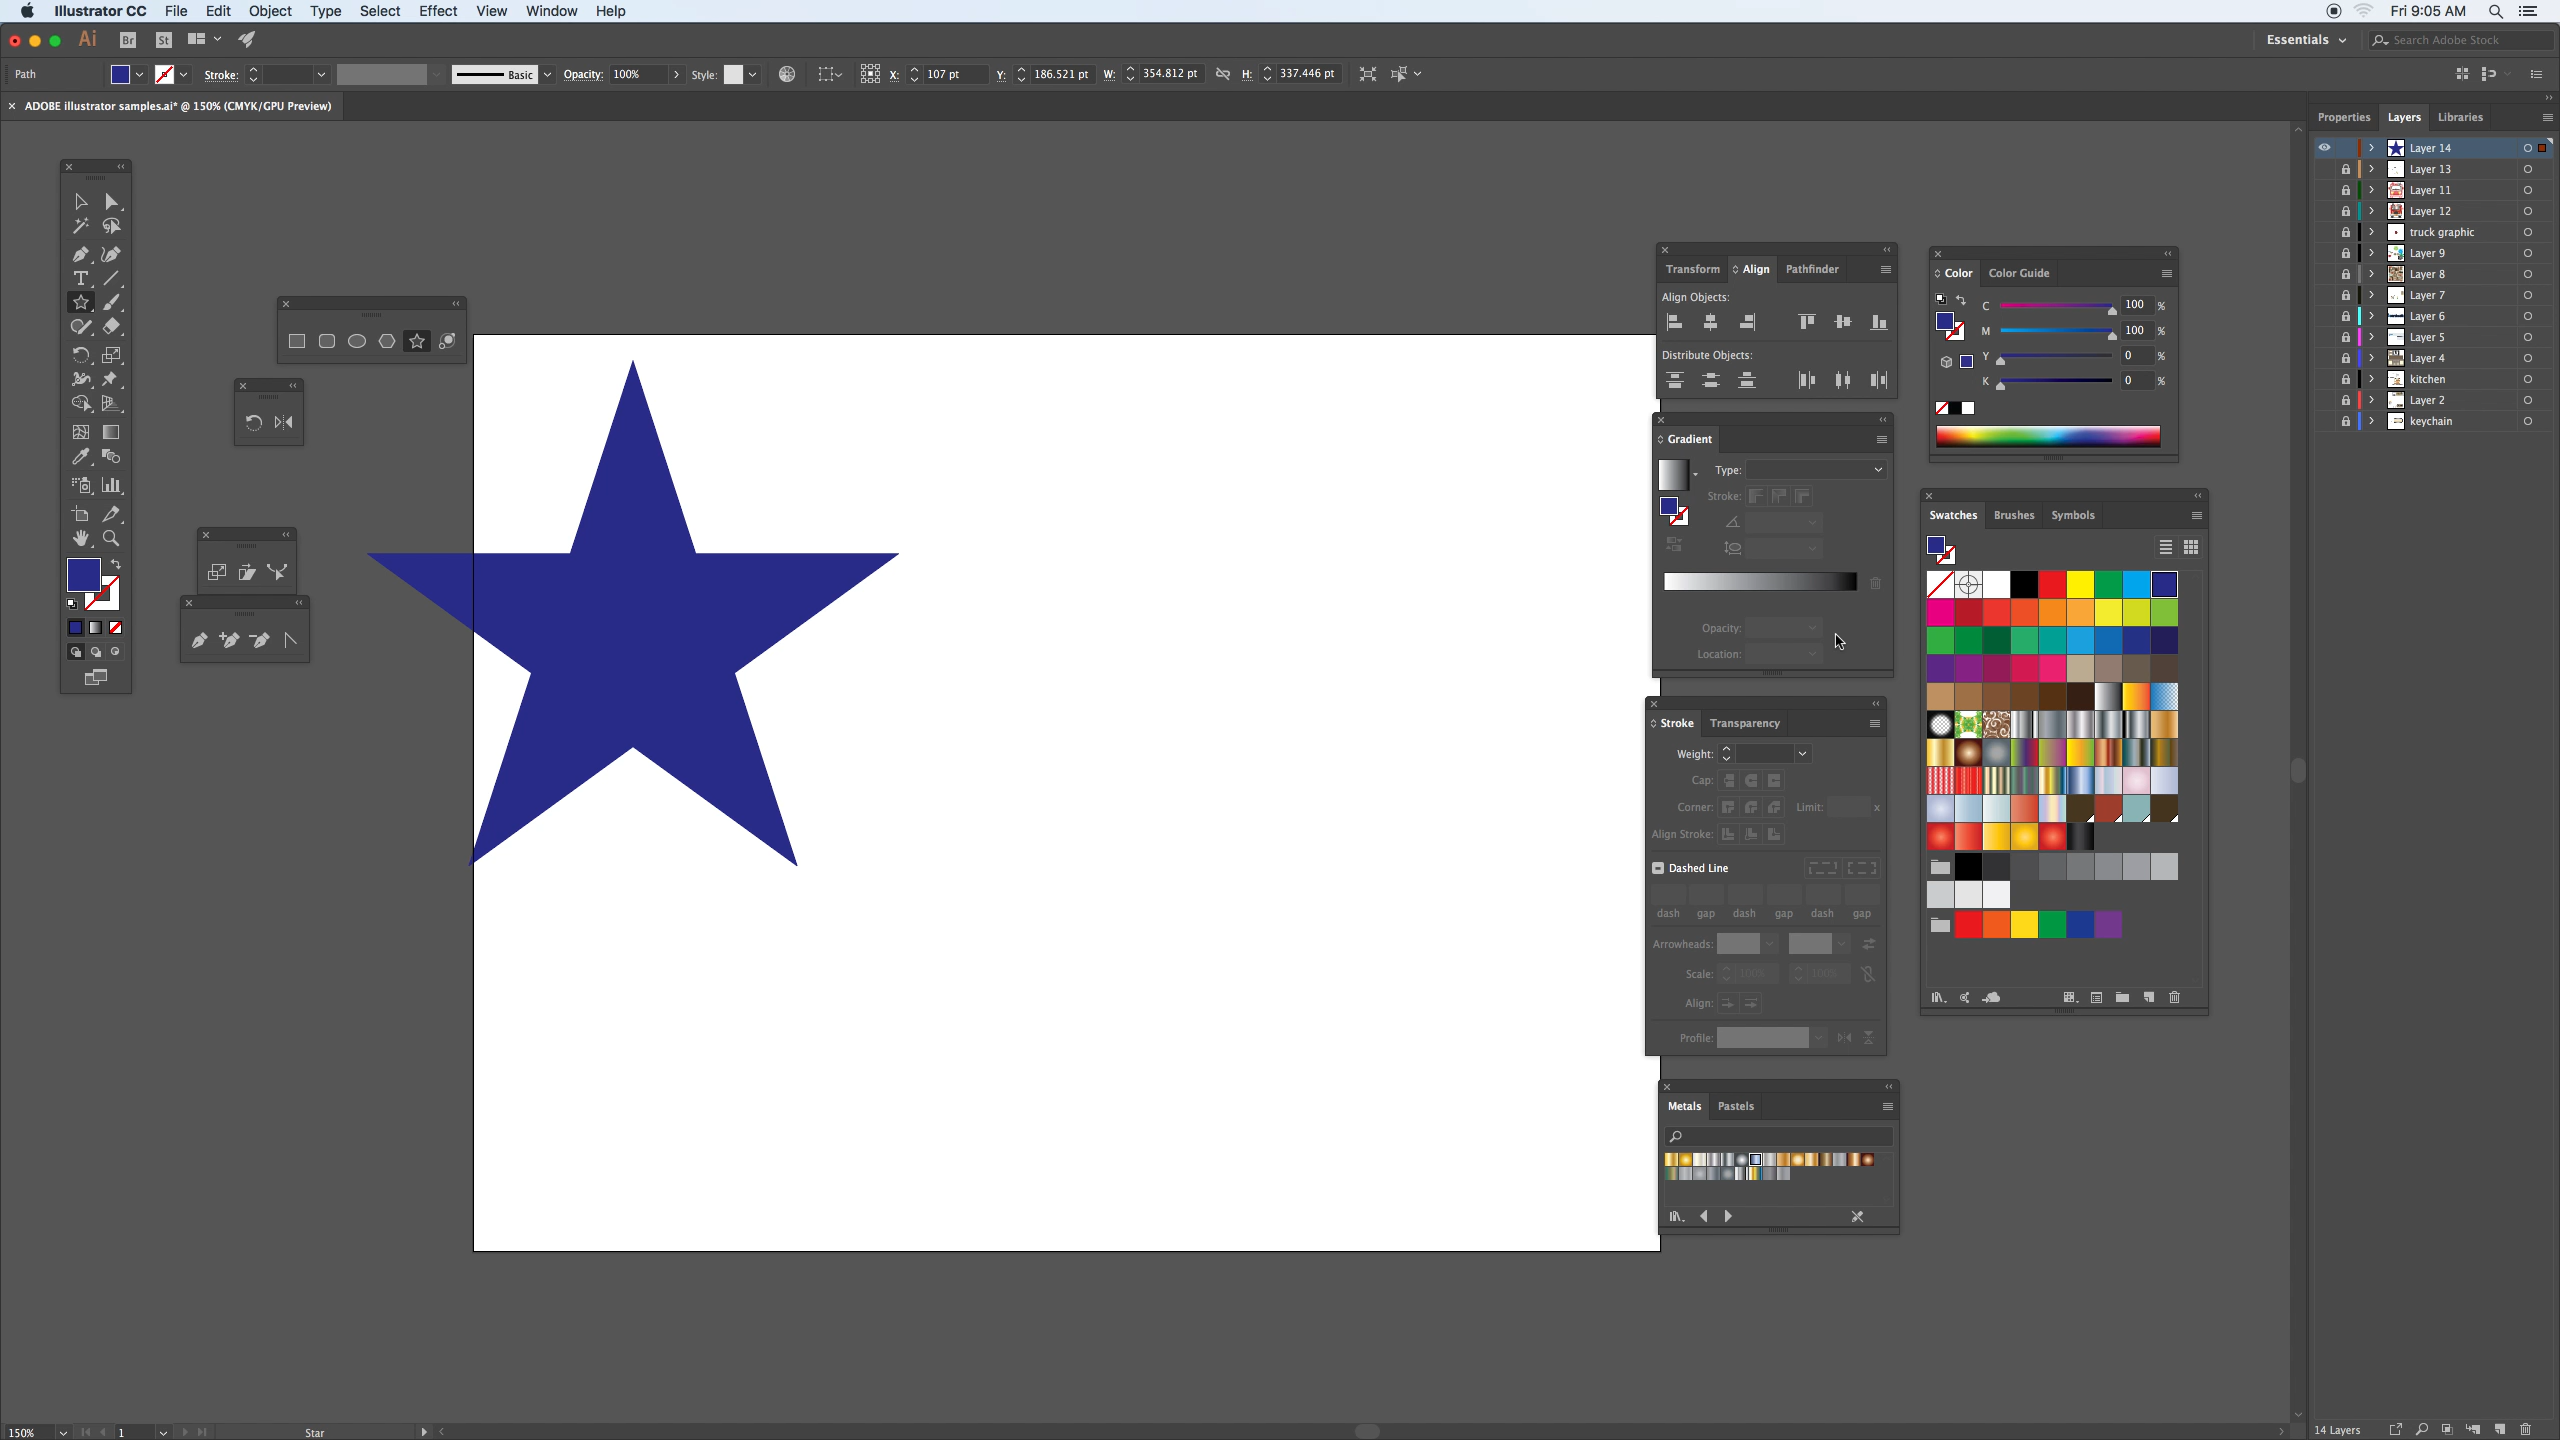 Illustrator CC File Edit Object Type Select Effect View Window Help Fri 9:05 AM
Ai Br St Essentials Search Adobe Stock
Path Stroke: Basic Opacity: 100% Style: X: 107 pt Y: 186.521 pt W: 354.812 pt H: 337.446 pt
ADOBE illustrator samples.ai* @ 150% (CMYK/GPU Preview)
Properties Layers Libraries
Layer 14
Layer 13
Layer 11
Layer 12
truck graphic
Layer 9
Layer 8
Layer 7
Layer 6
Layer 5
Layer 4
kitchen
Layer 2
keychain
Transform Align Pathfinder
Align Objects:
Distribute Objects:
Color Color Guide
C 100 %
M 100 %
Y 0 %
K 0 %
Gradient
Type:
Stroke:
Opacity:
Location:
Swatches Brushes Symbols
Stroke Transparency
Weight:
Cap:
Corner: Limit: x
Align Stroke:
Dashed Line
dash gap dash gap dash gap
Arrowheads:
Scale: 100% 100%
Align:
Profile:
Metals Pastels
150% 1 Star
14 Layers